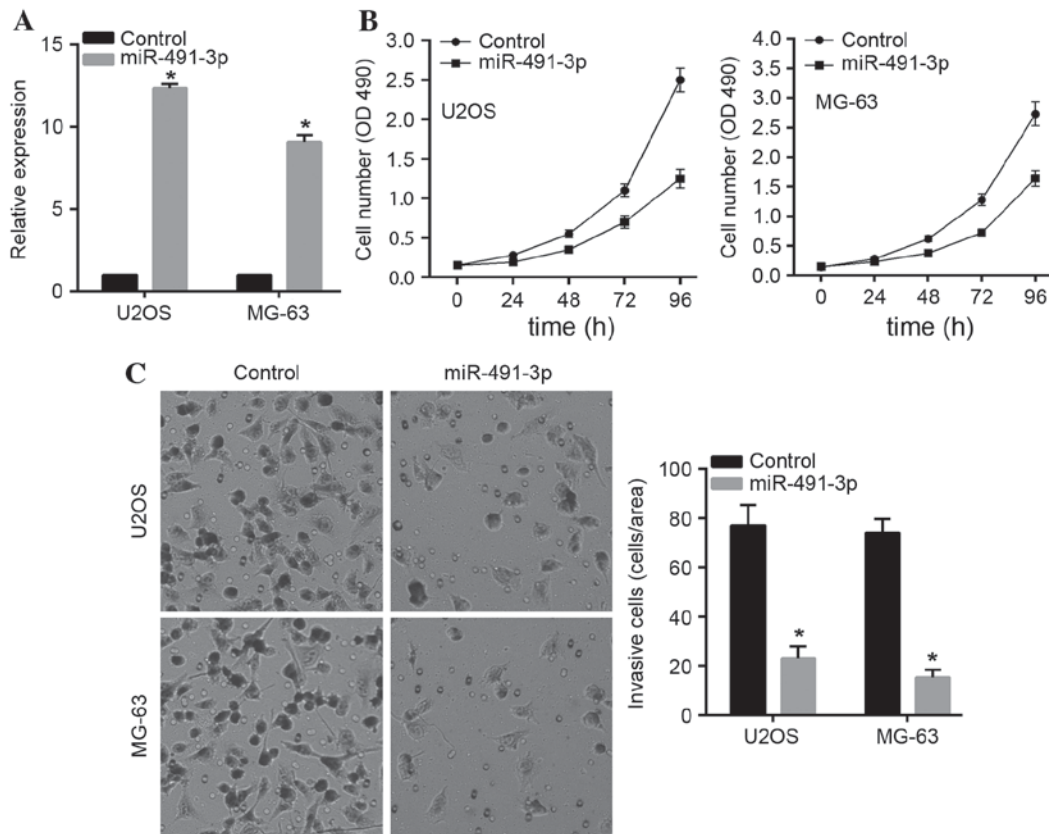 A
Control
miR-491-3p
Relative expression
15
10
5
0
*
*
U2OS
MG-63
B
Cell number (OD 490)
3.0
2.5
2.0
1.5
1.0
0.5
0.0
Control
miR-491-3p
U2OS
0 24 48 72 96
time (h)
Cell number (OD 490)
4.0
3.5
3.0
2.5
2.0
1.5
1.0
0.5
0.0
Control
miR-491-3p
MG-63
0 24 48 72 96
time (h)
C
Control
miR-491-3p
U2OS
MG-63
Control
miR-491-3p
Invasive cells (cells/area)
100
80
60
40
20
0
*
*
U2OS
MG-63